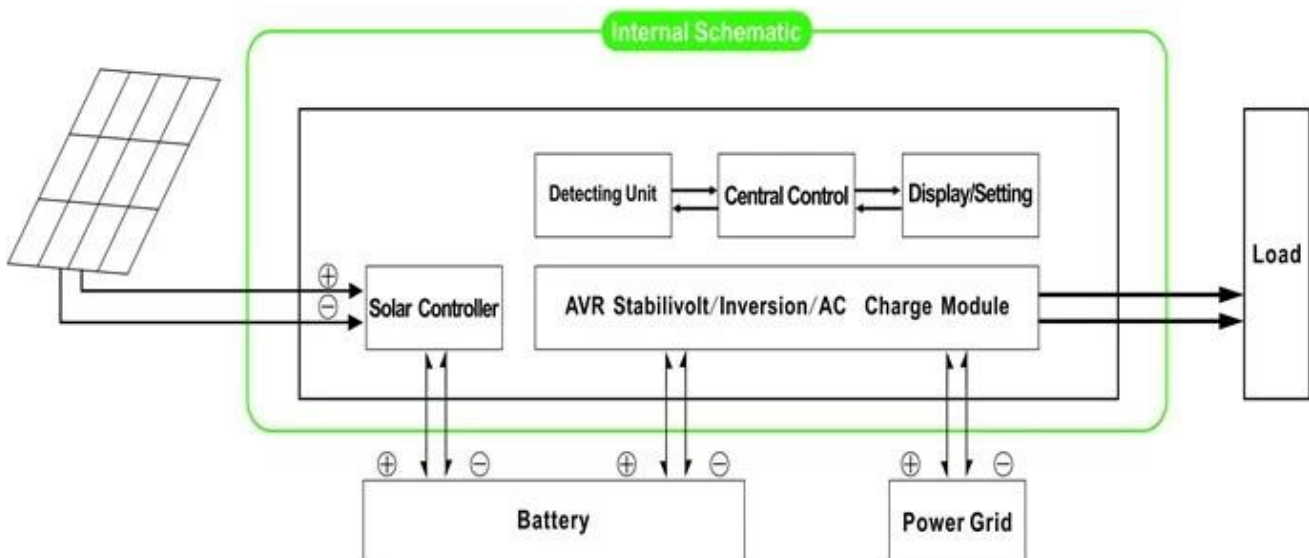 Internal Schematic
Detecting Unit
Central Control
Display/Setting
Load
⊕
⊖
Solar Controller
AVR Stabilivolt/Inversion/AC Charge Module
⊕ ⊖ ⊕ ⊖ ⊕ ⊖
Battery
Power Grid